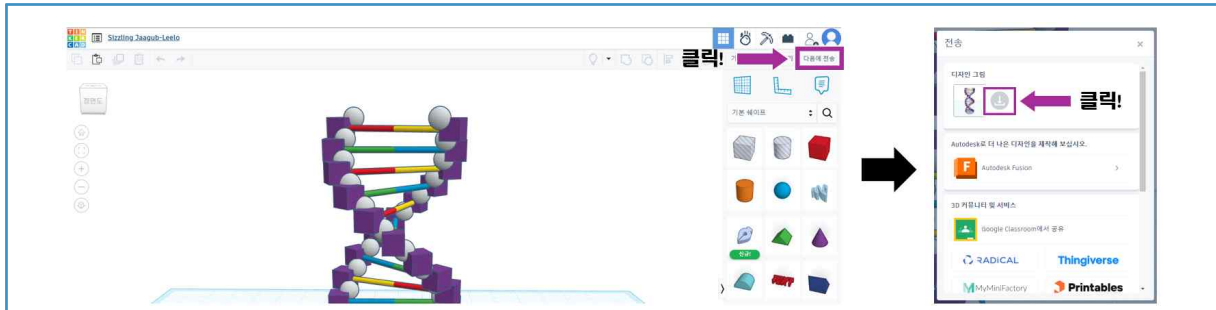 TIN
KER
CAD
Sizzling Jaagub-Leelo
클릭!
다음에 전송
정면도
기본 쉐이프
신규!
전송
디자인 그림
클릭!
Autodesk로 더 나은 디자인을 제작해 보십시오.
F Autodesk Fusion
3D 커뮤니티 및 서비스
Google Classroom에서 공유
RADICAL Thingiverse
MyMiniFactory Printables